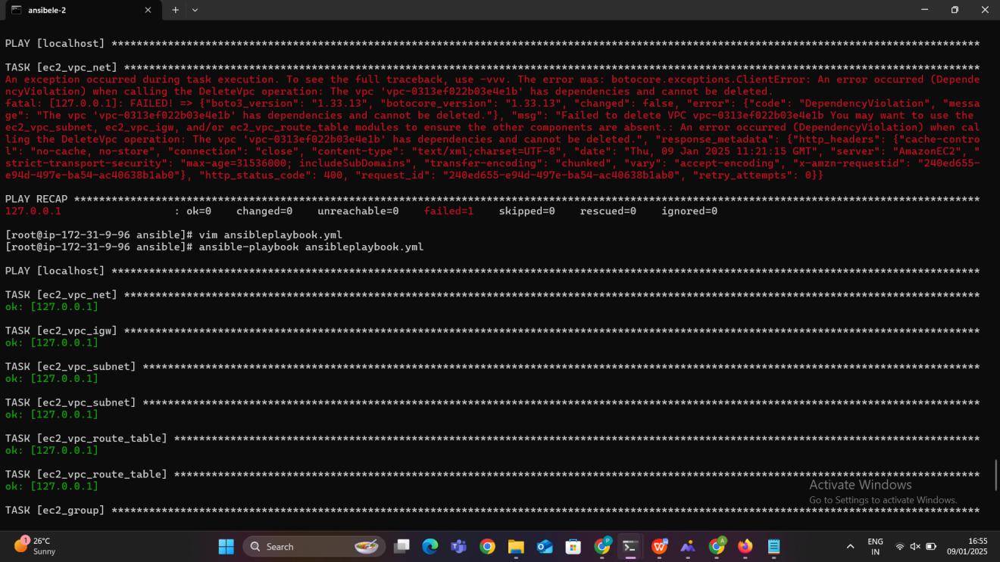 ansibele-2
PLAY [localhost] *******************************************************************************************************************************************
TASK [ec2_vpc_net] *****************************************************************************************************************************************
An exception occurred during task execution. To see the full traceback, use -vvv. The error was: botocore.exceptions.ClientError: An error occurred (Depende
ncyViolation) when calling the DeleteVpc operation: The vpc 'vpc-0313ef022b03e4e1b' has dependencies and cannot be deleted.
fatal: [127.0.0.1]: FAILED! => {"boto3_version": "1.33.13", "botocore_version": "1.33.13", "changed": false, "error": {"code": "DependencyViolation", "messa
ge": "The vpc 'vpc-0313ef022b03e4e1b' has dependencies and cannot be deleted."}, "msg": "Failed to delete VPC vpc-0313ef022b03e4e1b You may want to use the
ec2_vpc_subnet, ec2_vpc_igw, and/or ec2_vpc_route_table modules to ensure the other components are absent.: An error occurred (DependencyViolation) when cal
ling the DeleteVpc operation: The vpc 'vpc-0313ef022b03e4e1b' has dependencies and cannot be deleted.", "response_metadata": {"http_headers": {"cache-contro
l": "no-cache, no-store", "connection": "close", "content-type": "text/xml;charset=UTF-8", "date": "Thu, 09 Jan 2025 11:21:15 GMT", "server": "AmazonEC2", "
strict-transport-security": "max-age=31536000; includeSubDomains", "transfer-encoding": "chunked", "vary": "accept-encoding", "x-amzn-requestid": "240ed655-
e94d-497e-ba54-ac40638b1ab0"}, "http_status_code": 400, "request_id": "240ed655-e94d-497e-ba54-ac40638b1ab0", "retry_attempts": 0}}
PLAY RECAP *************************************************************************************************************************************************
127.0.0.1 : ok=0 changed=0 unreachable=0 failed=1 skipped=0 rescued=0 ignored=0
[root@ip-172-31-9-96 ansible]# vim ansibleplaybook.yml
[root@ip-172-31-9-96 ansible]# ansible-playbook ansibleplaybook.yml
PLAY [localhost] *******************************************************************************************************************************************
TASK [ec2_vpc_net] *****************************************************************************************************************************************
ok: [127.0.0.1]
TASK [ec2_vpc_igw] *****************************************************************************************************************************************
ok: [127.0.0.1]
TASK [ec2_vpc_subnet] **************************************************************************************************************************************
ok: [127.0.0.1]
TASK [ec2_vpc_subnet] **************************************************************************************************************************************
ok: [127.0.0.1]
TASK [ec2_vpc_route_table] *********************************************************************************************************************************
ok: [127.0.0.1]
TASK [ec2_vpc_route_table] *********************************************************************************************************************************
ok: [127.0.0.1]
TASK [ec2_group] *******************************************************************************************************************************************
Activate Windows
Go to Settings to activate Windows.
1
26°C
Sunny
Search
P
A
ENG
IN
16:55
09/01/2025